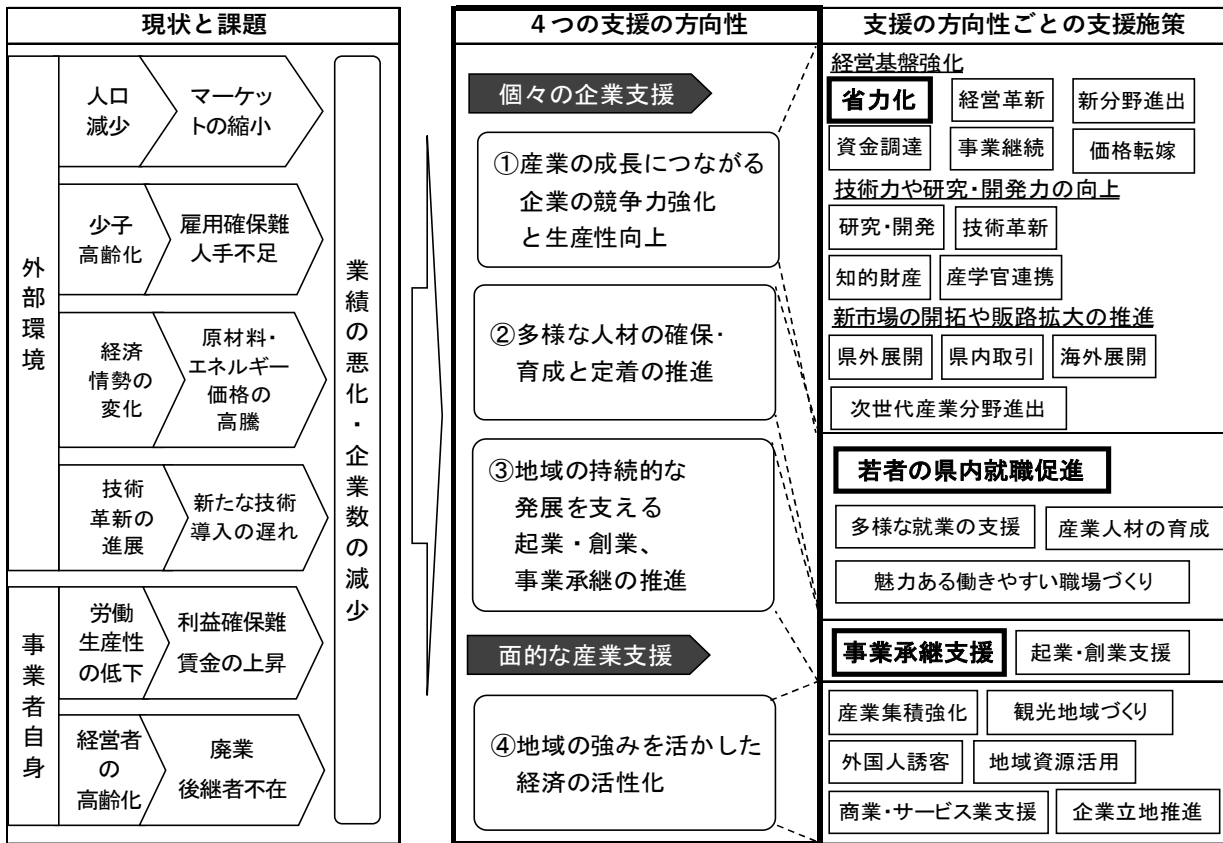 現状と課題
外部環境
人口
減少
マーケッ
トの縮小
少子
高齢化
雇用確保難
人手不足
経済
情勢の
変化
原材料・
エネルギー
価格の
高騰
技術
革新の
進展
新たな技術
導入の遅れ
事業者自身
労働
生産性
の低下
利益確保難
賃金の上昇
経営者
の
高齢化
廃業
後継者不在
業績の悪化・企業数の減少
４つの支援の方向性
個々の企業支援
①産業の成長につながる
企業の競争力強化
と生産性向上
②多様な人材の確保・
育成と定着の推進
③地域の持続的な
発展を支える
起業・創業、
事業承継の推進
面的な産業支援
④地域の強みを活かした
経済の活性化
支援の方向性ごとの支援施策
経営基盤強化
省力化 経営革新 新分野進出
資金調達 事業継続 価格転嫁
技術力や研究・開発力の向上
研究・開発 技術革新
知的財産 産学官連携
新市場の開拓や販路拡大の推進
県外展開 県内取引 海外展開
次世代産業分野進出
若者の県内就職促進
多様な就業の支援 産業人材の育成
魅力ある働きやすい職場づくり
事業承継支援 起業・創業支援
産業集積強化 観光地域づくり
外国人誘客 地域資源活用
商業・サービス業支援 企業立地推進